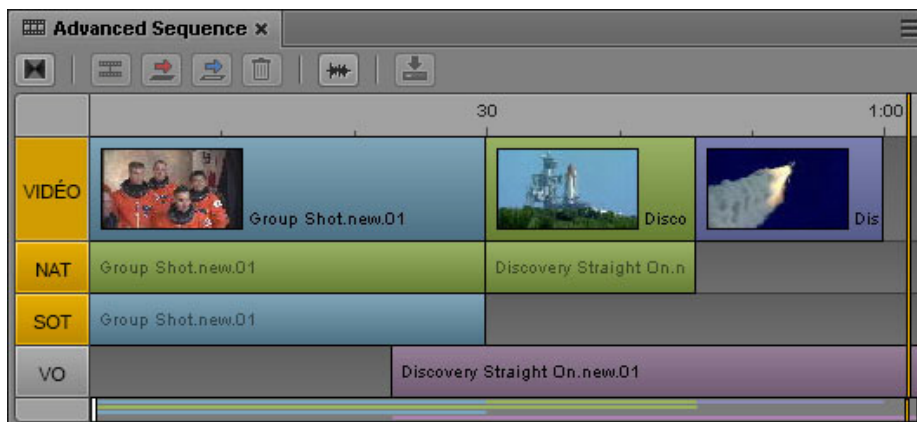 Advanced Sequence ×
30 1:00
VIDÉO Group Shot.new.01 Disco Dis
NAT Group Shot.new.01 Discovery Straight On.n
SOT Group Shot.new.01
VO Discovery Straight On.new.01